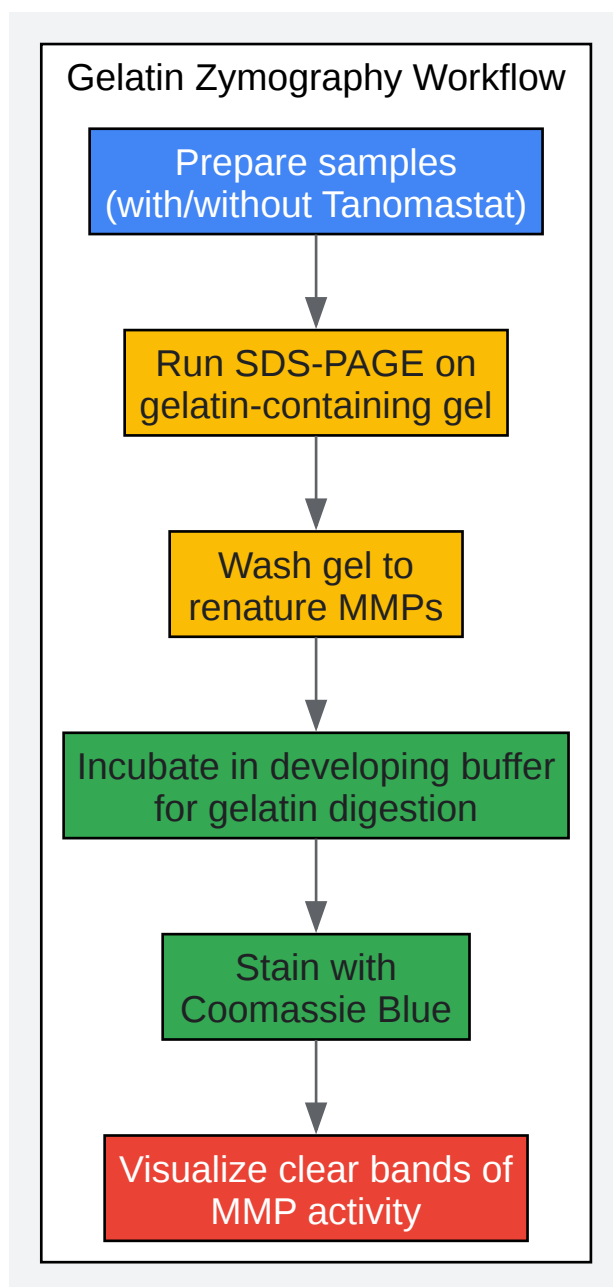 Gelatin Zymography Workflow
Prepare samples
(with/without Tanomastat)
Run SDS-PAGE on
gelatin-containing gel
Wash gel to
renature MMPs
Incubate in developing buffer
for gelatin digestion
Stain with
Coomassie Blue
Visualize clear bands of
MMP activity